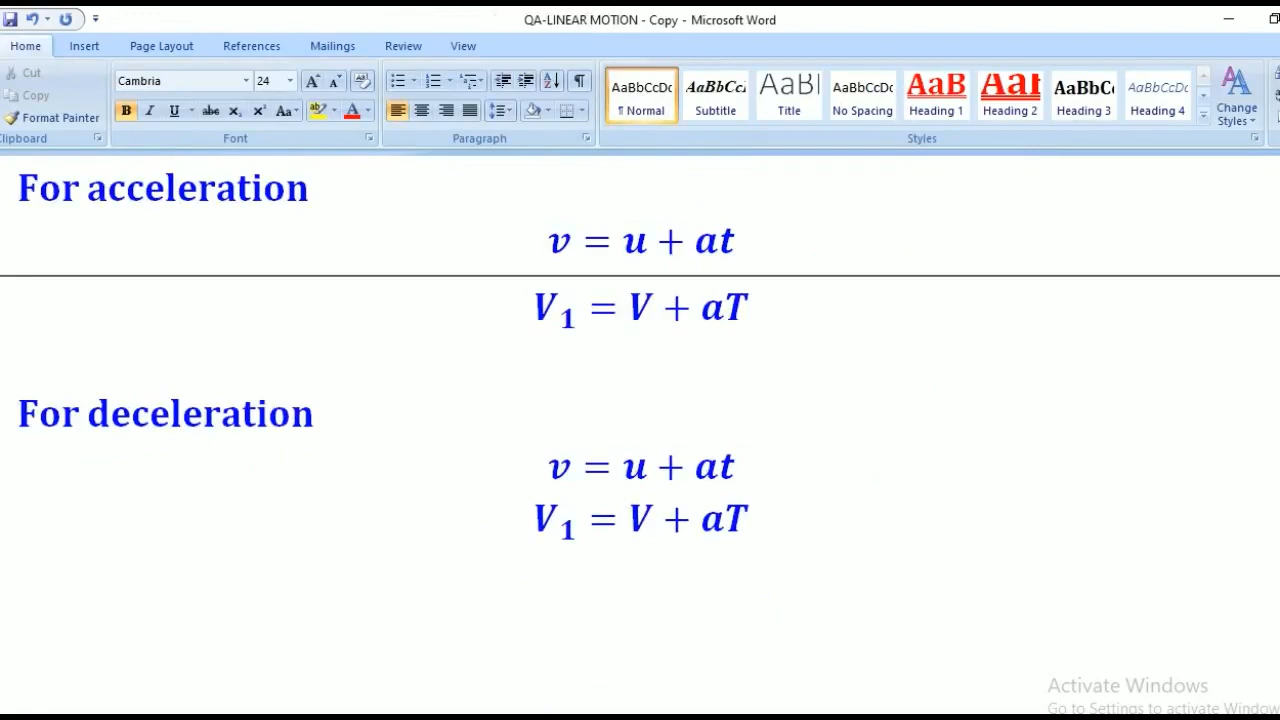 QA-LINEAR MOTION - Copy - Microsoft Word
Home Insert Page Layout References Mailings Review View
Cut
Copy
Format Painter
Clipboard
Cambria 24
Font
Paragraph
AaBbCcDc AaBbCcI AaBl AaBbCcDc AaB AaI AaBbC AaBbCcDc
¶ Normal Subtitle Title No Spacing Heading 1 Heading 2 Heading 3 Heading 4
Change
Styles
Styles
For acceleration
v = u + at
V₁ = V + aT
For deceleration
v = u + at
V₁ = V + aT
Activate Windows
Go to Settings to activate Window